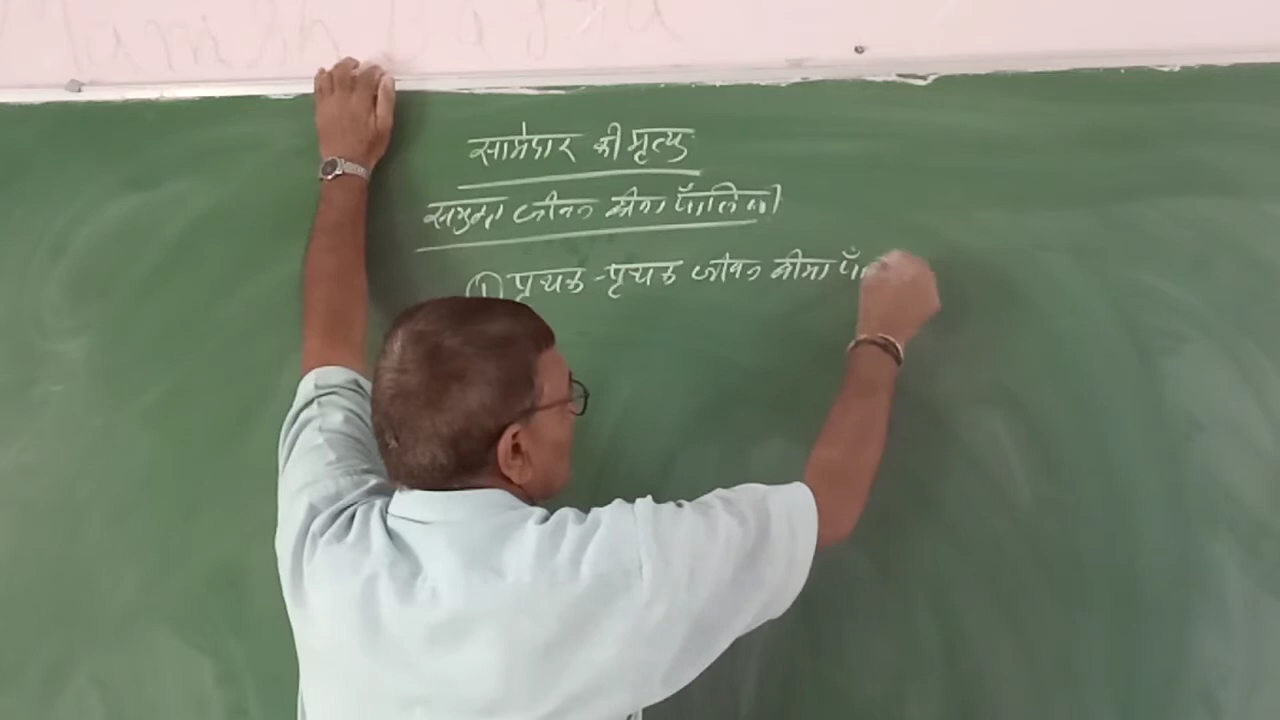 साझेदार की मृत्यु
संयुक्त जीवन बीमा पॉलिसी
① पृथक-पृथक जीवन बीमा